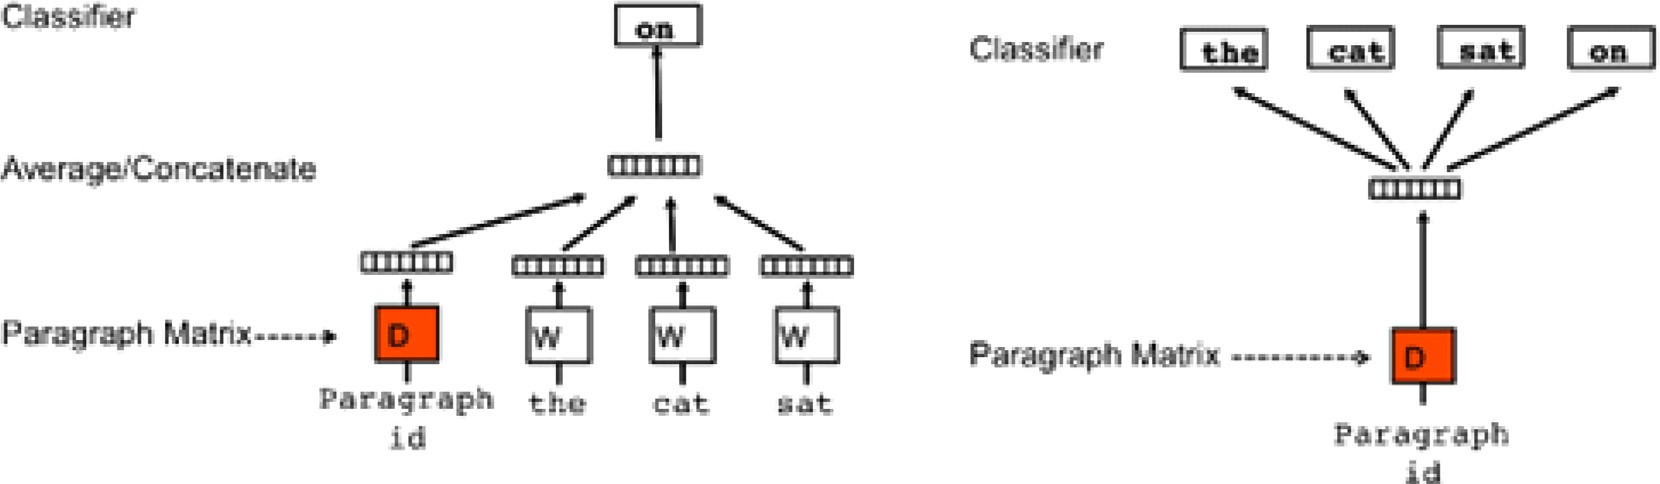 Classifier
on
Average/Concatenate
Paragraph Matrix
D
W
W
W
Paragraph
id
the
cat
sat
Classifier
the
cat
sat
on
Paragraph Matrix
D
Paragraph
id